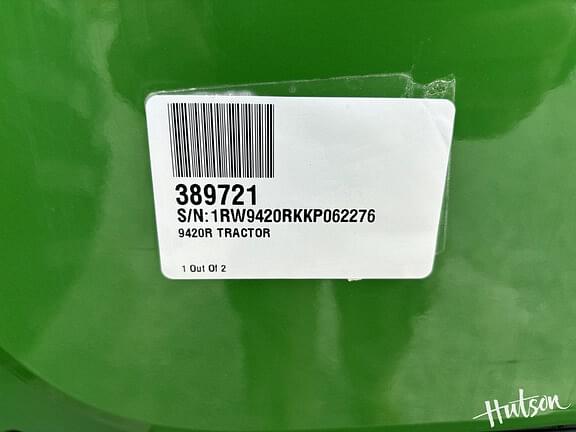 389721
S/N:1RW9420RKKP062276
9420R TRACTOR
1 Out Of 2
Hutson